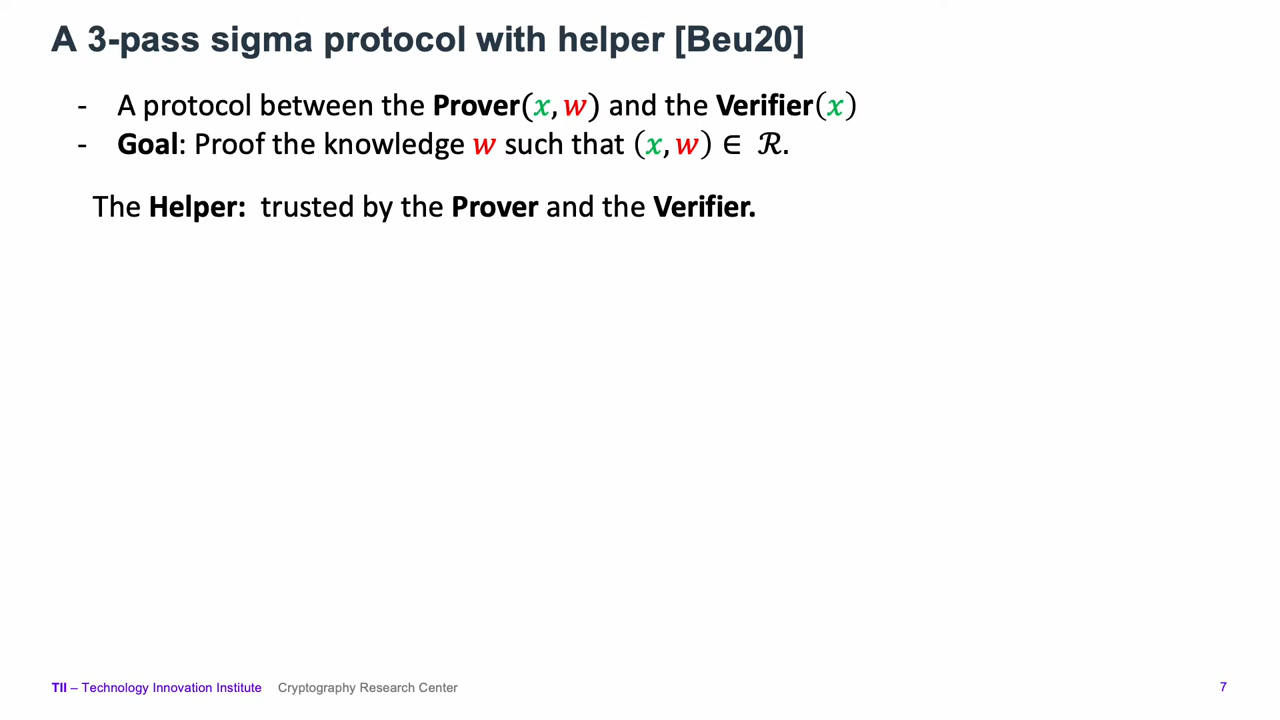 A 3-pass sigma protocol with helper [Beu20]
- A protocol between the Prover(x, w) and the Verifier(x)
- Goal: Proof the knowledge w such that (x, w) ∈ ℛ.
The Helper: trusted by the Prover and the Verifier.
TII – Technology Innovation Institute Cryptography Research Center 7